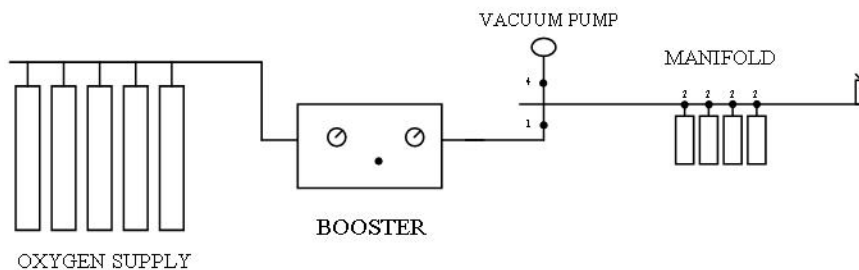 VACUUM PUMP
MANIFOLD
4
2 2 2 2
1
BOOSTER
OXYGEN SUPPLY